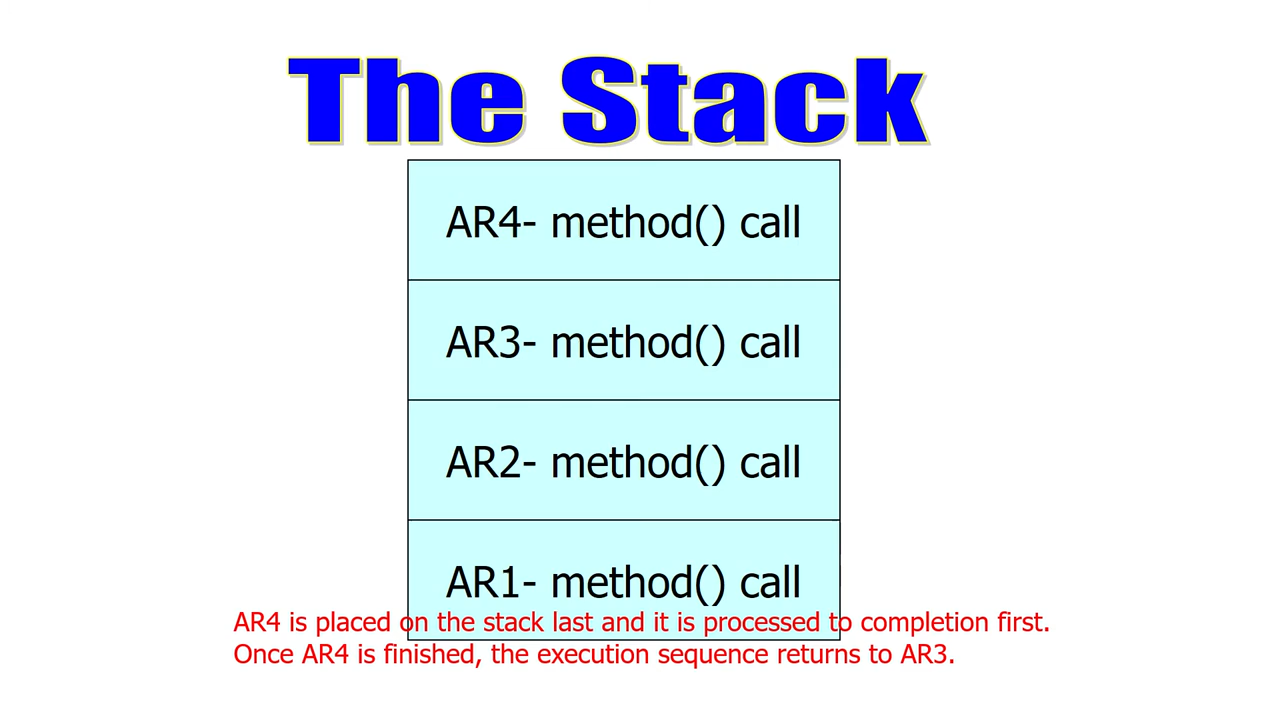 The Stack
AR4- method() call
AR3- method() call
AR2- method() call
AR1- method() call
AR4 is placed on the stack last and it is processed to completion first.
Once AR4 is finished, the execution sequence returns to AR3.